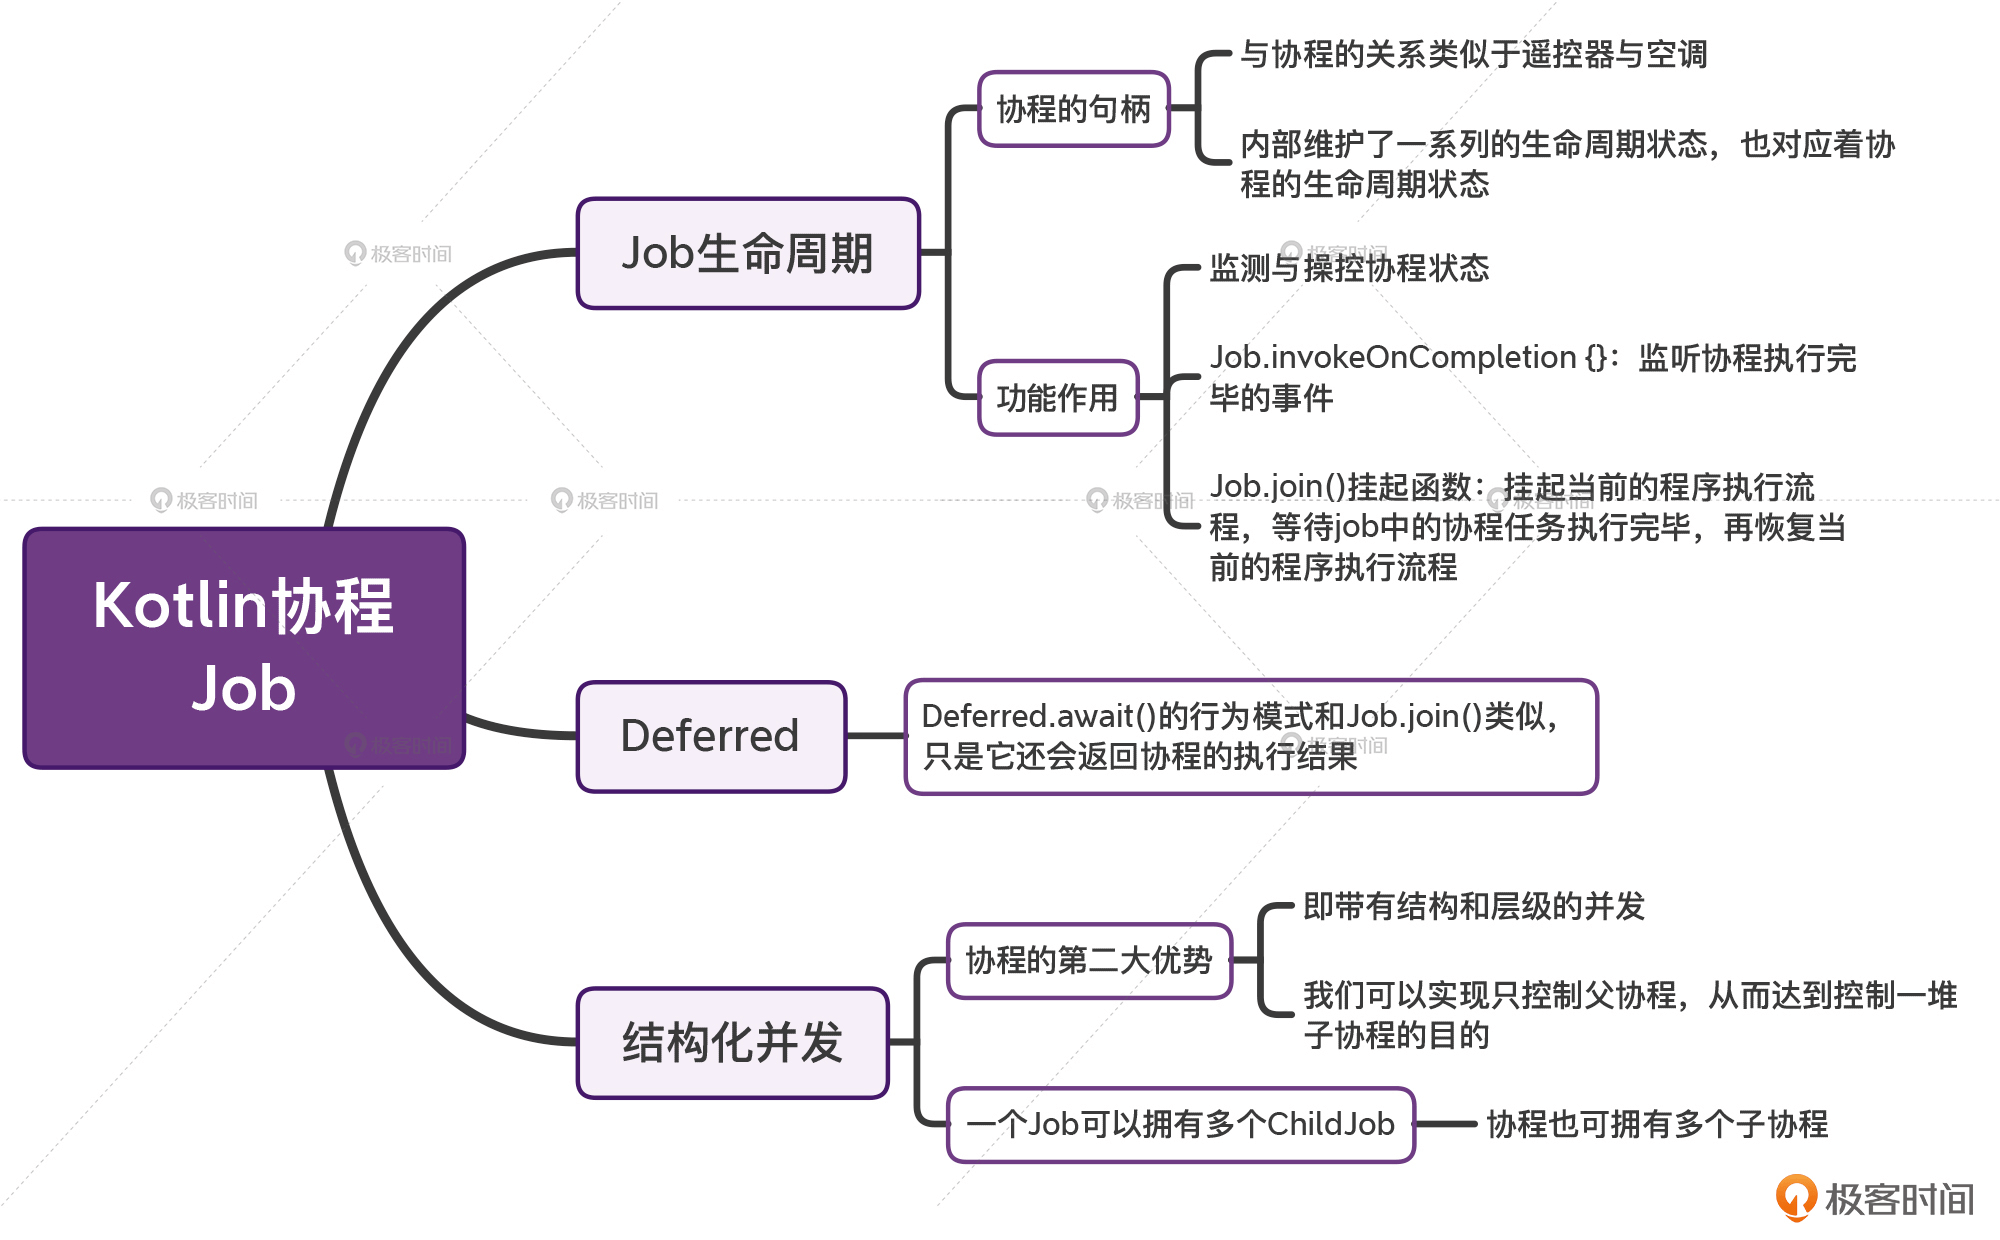 与协程的关系类似于遥控器与空调
协程的句柄
内部维护了一系列的生命周期状态，也对应着协
程的生命周期状态
Job生命周期
极客时间
极客时间
监测与操控协程状态
Job.invokeOnCompletion {}：监听协程执行完
毕的事件
功能作用
Job.join()挂起函数：挂起当前的程序执行流
程，等待job中的协程任务执行完毕，再恢复当
前的程序执行流程
极客时间
极客时间
极客时间
极客时间
Kotlin协程
Job
Deferred
Deferred.await()的行为模式和Job.join()类似，
只是它还会返回协程的执行结果
极客时间
极客时间
即带有结构和层级的并发
协程的第二大优势
我们可以实现只控制父协程，从而达到控制一堆
子协程的目的
结构化并发
一个Job可以拥有多个ChildJob
协程也可拥有多个子协程
极客时间